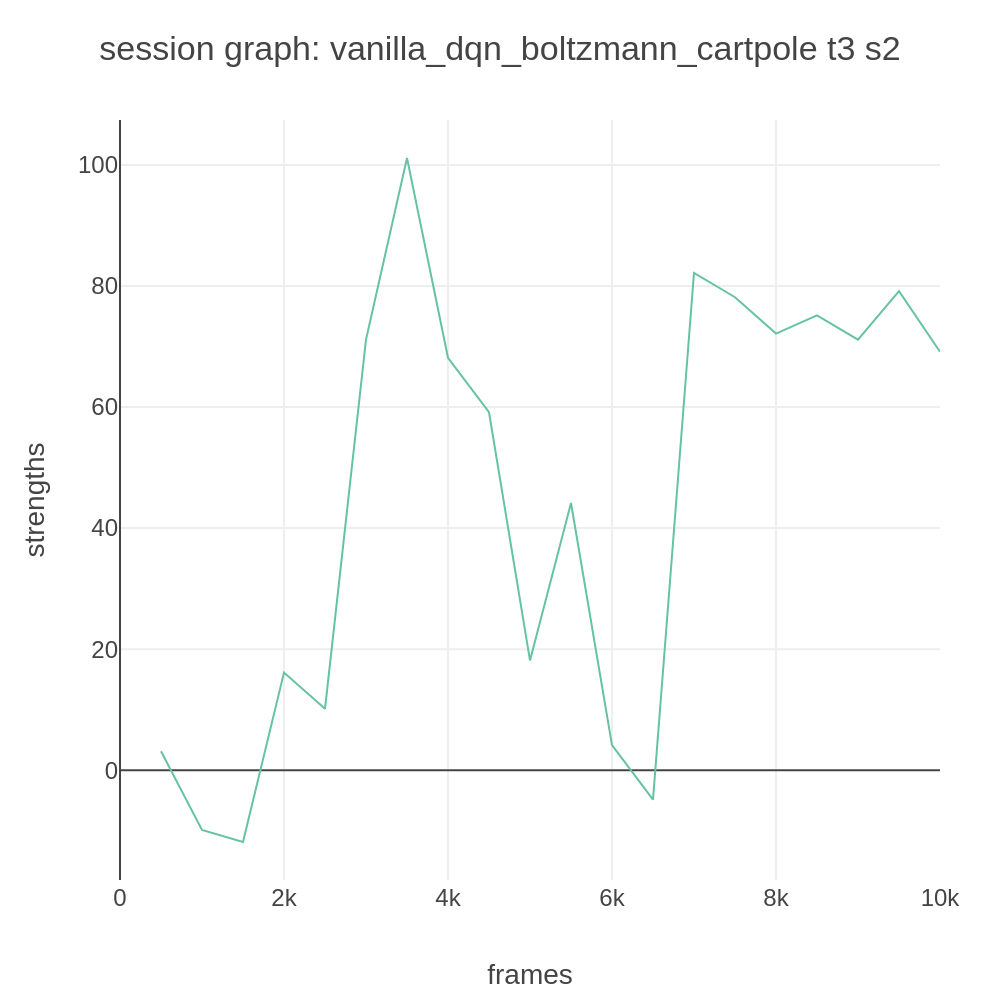 session graph: vanilla_dqn_boltzmann_cartpole t3 s2
100
80
60
40
20
0
strengths
0
2k
4k
6k
8k
10k
frames